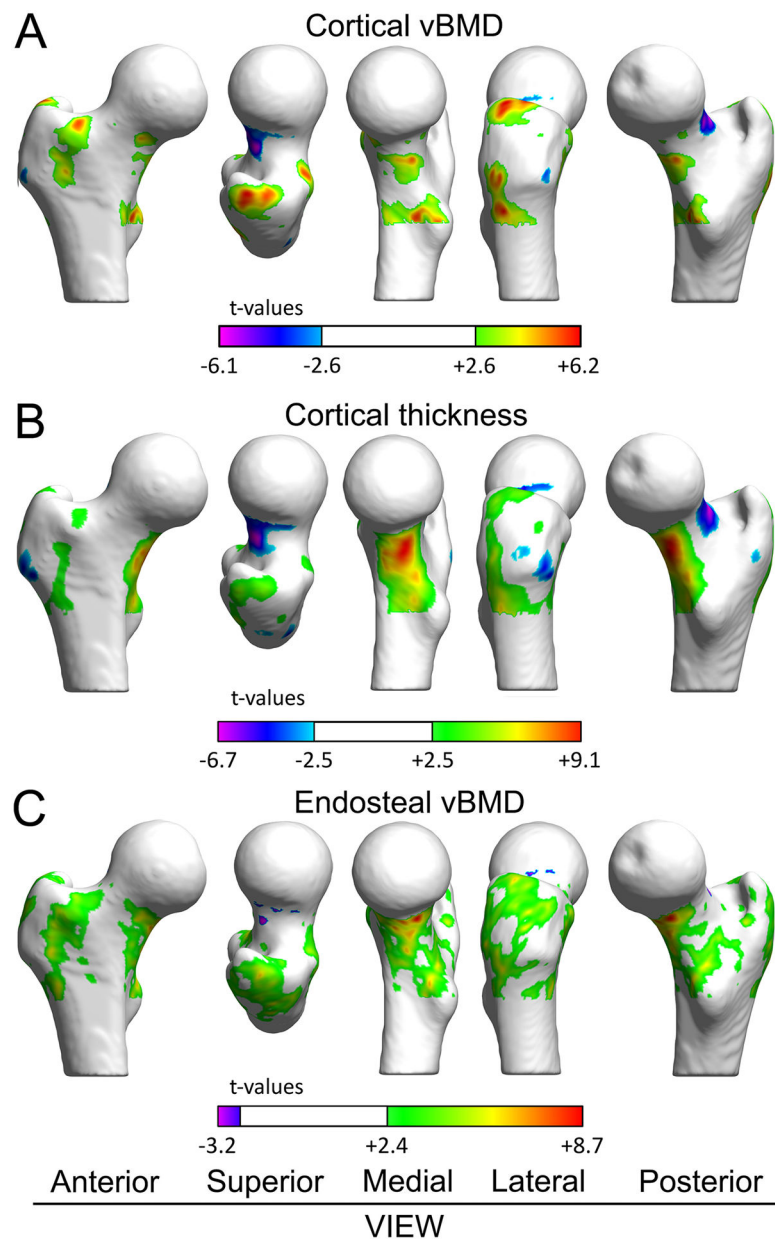 A
Cortical vBMD
t-values
-6.1 -2.6 +2.6 +6.2
B
Cortical thickness
t-values
-6.7 -2.5 +2.5 +9.1
C
Endosteal vBMD
t-values
-3.2 +2.4 +8.7
Anterior Superior Medial Lateral Posterior
VIEW